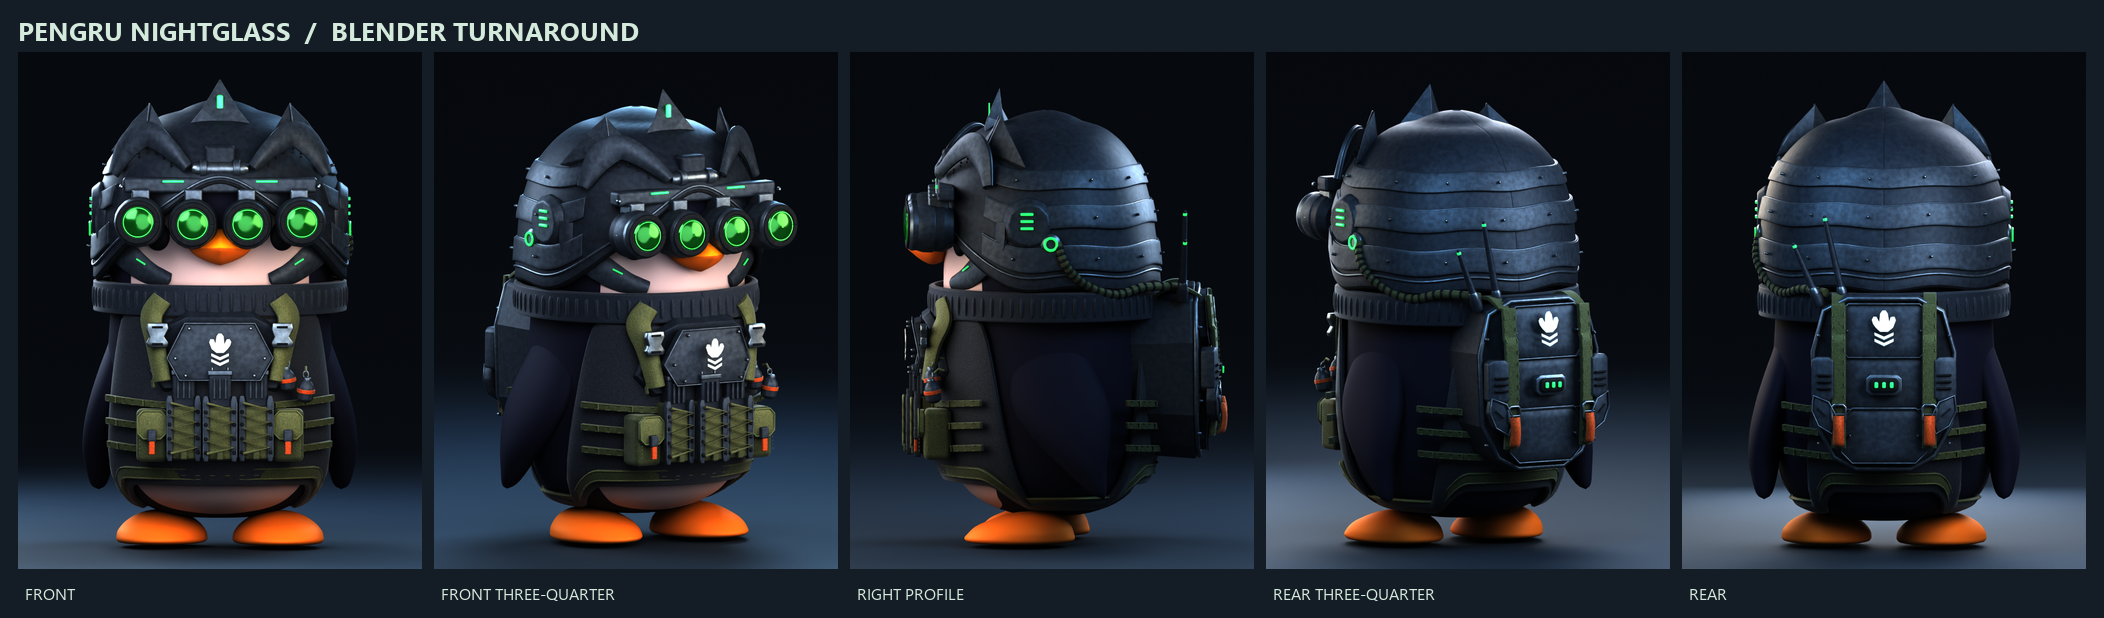 PENGRU NIGHTGLASS / BLENDER TURNAROUND
FRONT
FRONT THREE-QUARTER
RIGHT PROFILE
REAR THREE-QUARTER
REAR